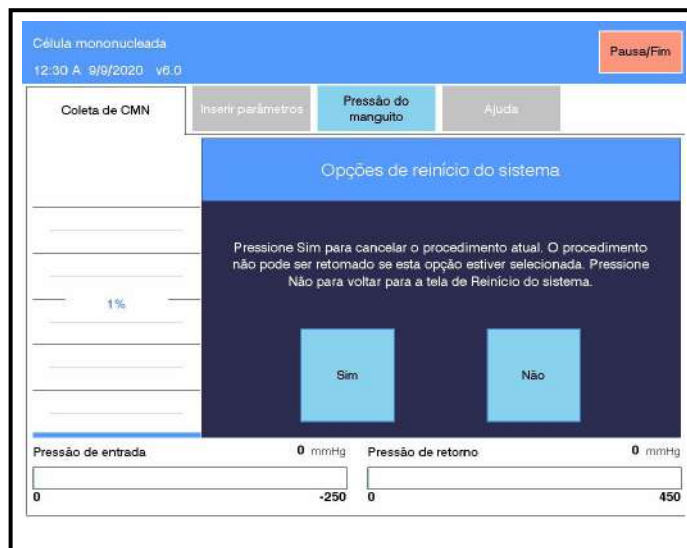 Célula mononucleada
12:30 A 9/9/2020 v6.0
Pausa/Fim
Coleta de CMN
Inserir parâmetros
Pressão do
manguito
Ajuda
Opções de reinício do sistema
Pressione Sim para cancelar o procedimento atual. O procedimento
não pode ser retomado se esta opção estiver selecionada. Pressione
Não para voltar para a tela de Reinício do sistema.
1%
Sim
Não
Pressão de entrada 0 mmHg
Pressão de retorno 0 mmHg
0 -250
0 450